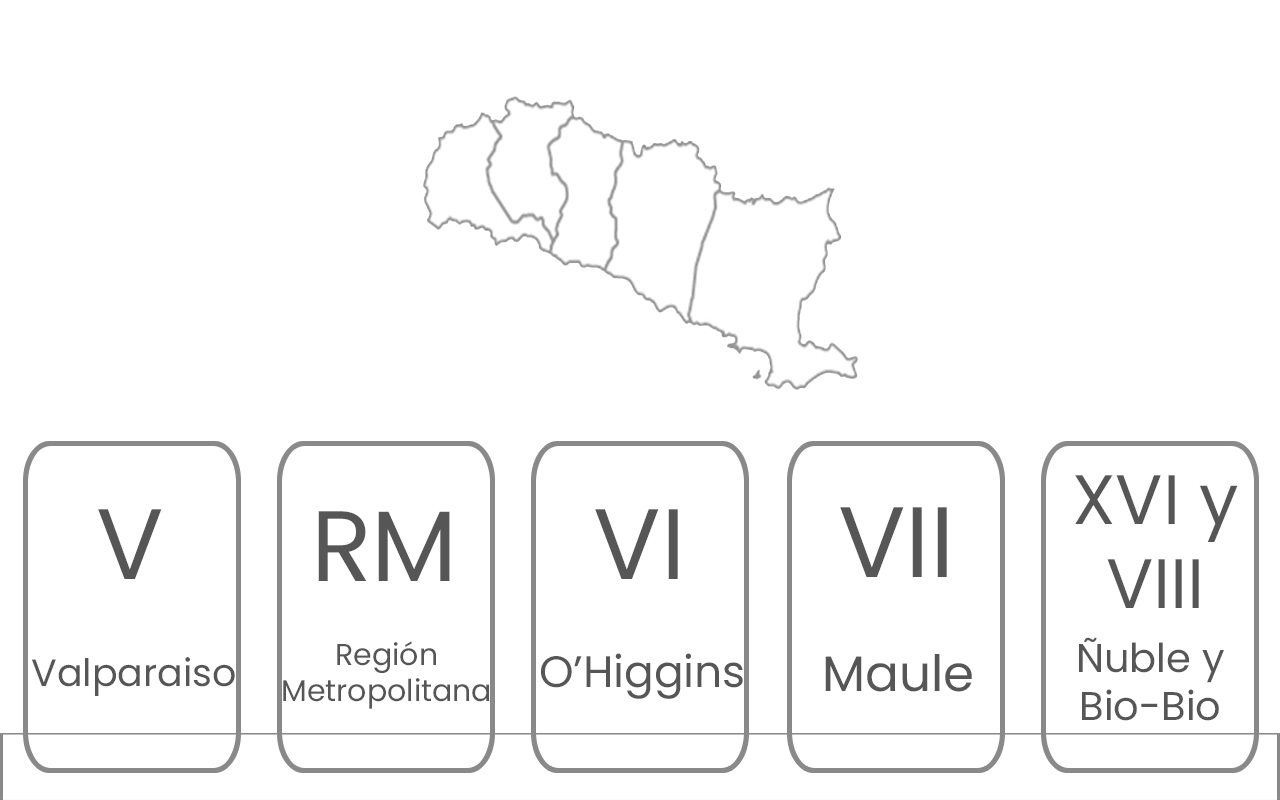 V
Valparaiso
RM
Región
Metropolitana
VI
O’Higgins
VII
Maule
XVI y
VIII
Ñuble y
Bio-Bio